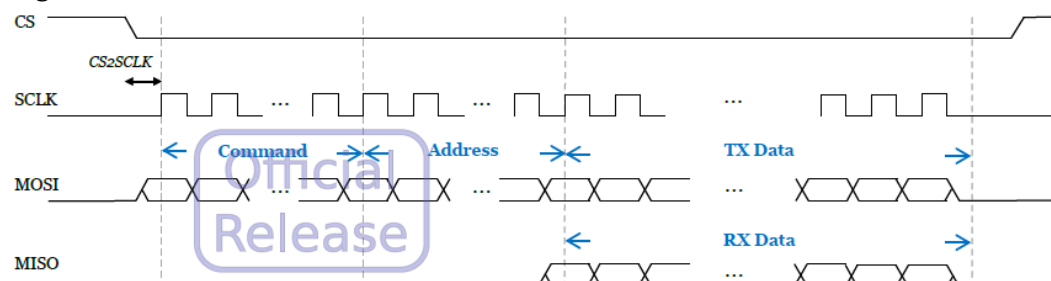 CS
CS2SCLK
SCLK
...
...
...
Command
Address
TX Data
Official
MOSI
...
...
...
Release
RX Data
MISO
...